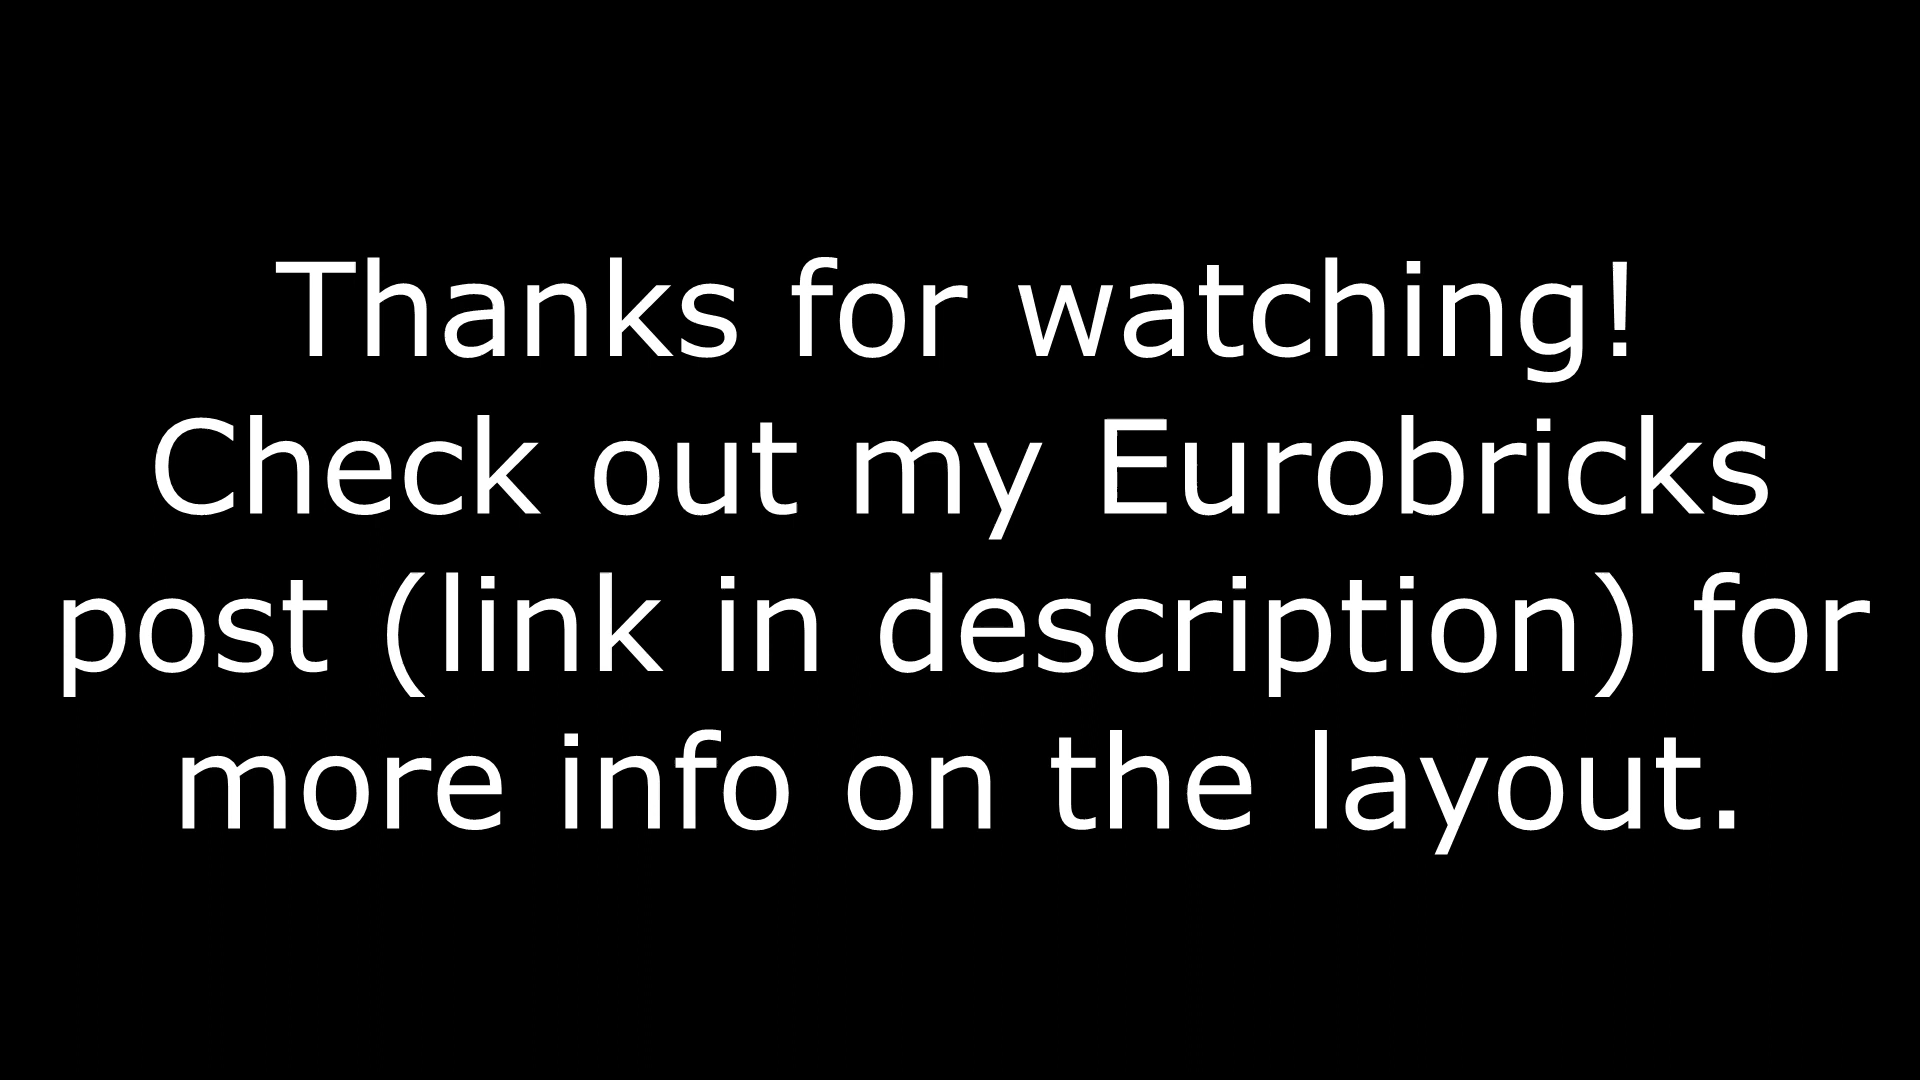 Thanks for watching!
Check out my Eurobricks
post (link in description) for
more info on the layout.